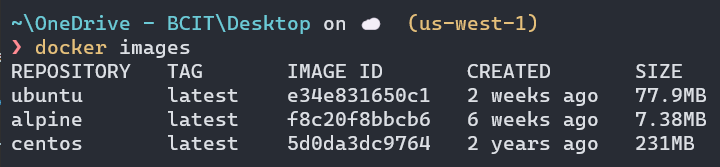 ~\OneDrive - BCIT\Desktop on ☁ (us-west-1)
❯ docker images
REPOSITORY TAG IMAGE ID CREATED SIZE
ubuntu latest e34e831650c1 2 weeks ago 77.9MB
alpine latest f8c20f8bbcb6 6 weeks ago 7.38MB
centos latest 5d0da3dc9764 2 years ago 231MB